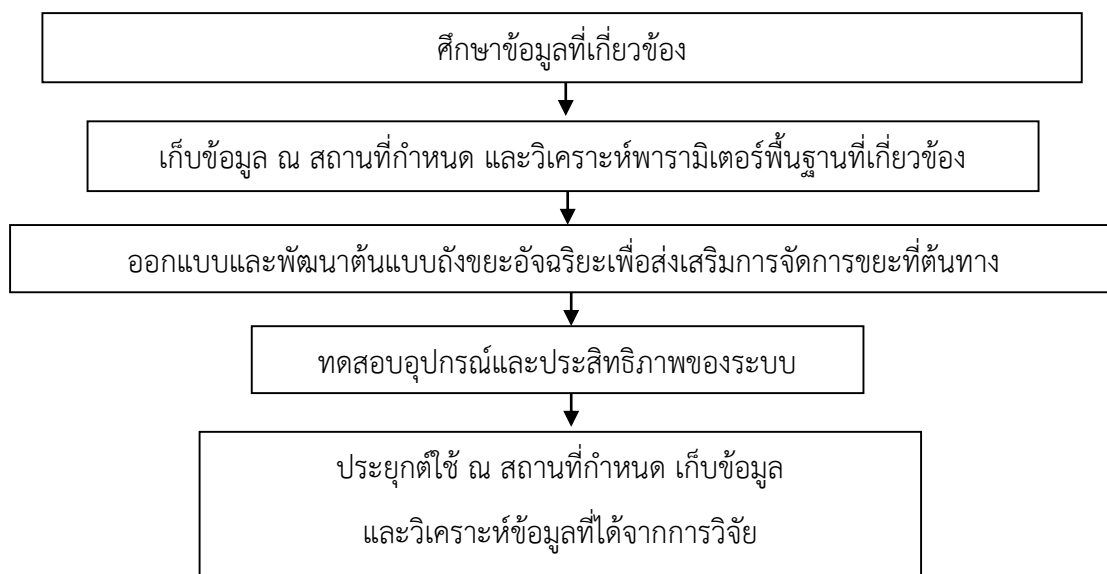 ศึกษาข้อมูลที่เกี่ยวข้อง
เก็บข้อมูล ณ สถานที่กำหนด และวิเคราะห์พารามิเตอร์พื้นฐานที่เกี่ยวข้อง
ออกแบบและพัฒนาต้นแบบถังขยะอัจฉริยะเพื่อส่งเสริมการจัดการขยะที่ต้นทาง
ทดสอบอุปกรณ์และประสิทธิภาพของระบบ
ประยุกต์ใช้ ณ สถานที่กำหนด เก็บข้อมูล
และวิเคราะห์ข้อมูลที่ได้จากการวิจัย